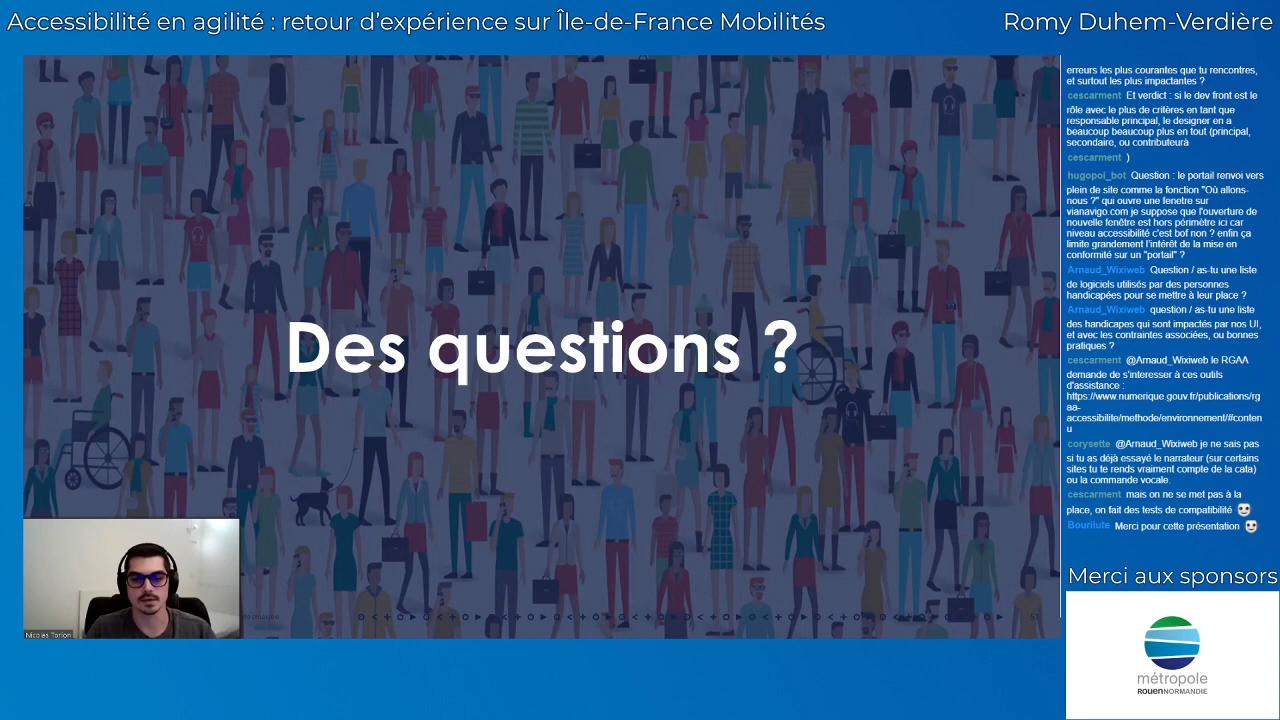 Accessibilité en agilité : retour d'expérience sur Île-de-France Mobilités
Romy Duhem-Verdière
Des questions ?
Nicolas Torion
51
erreurs les plus courantes que tu rencontres,
et surtout les plus impactantes ?
cescarment Et verdict : si le dev front est le
rôle avec le plus de critères en tant que
responsable principal, le designer en a
beaucoup beaucoup plus en tout (principal,
secondaire, ou contributeurà
cescarment )
hugopoi_bot Question : le portail renvoi vers
plein de site comme la fonction "Où allons-
nous ?" qui ouvre une fenetre sur
vianavigo.com je suppose que l'ouverture de
nouvelle fenêtre est hors périmètre ici car
niveau accessibilité c'est bof non ? enfin ça
limite grandement l'intérêt de la mise en
conformité sur un "portail" ?
Arnaud_Wixiweb Question / as-tu une liste
de logiciels utilisés par des personnes
handicapées pour se mettre à leur place ?
Arnaud_Wixiweb question / as-tu une liste
des handicapes qui sont impactés par nos UI,
et avec les contraintes associées, ou bonnes
pratiques ?
cescarment @Arnaud_Wixiweb le RGAA
demande de s'interesser à ces outils
d'assistance :
https://www.numerique.gouv.fr/publications/rg
aa-
accessibilite/methode/environnement/#conten
u
corysette @Arnaud_Wixiweb je ne sais pas
si tu as déjà essayé le narrateur (sur certains
sites tu te rends vraiment compte de la cata)
ou la commande vocale.
cescarment mais on ne se met pas à la
place, on fait des tests de compatibilité
Bourilute Merci pour cette présentation
Merci aux sponsors
métropole
ROUENNORMANDIE